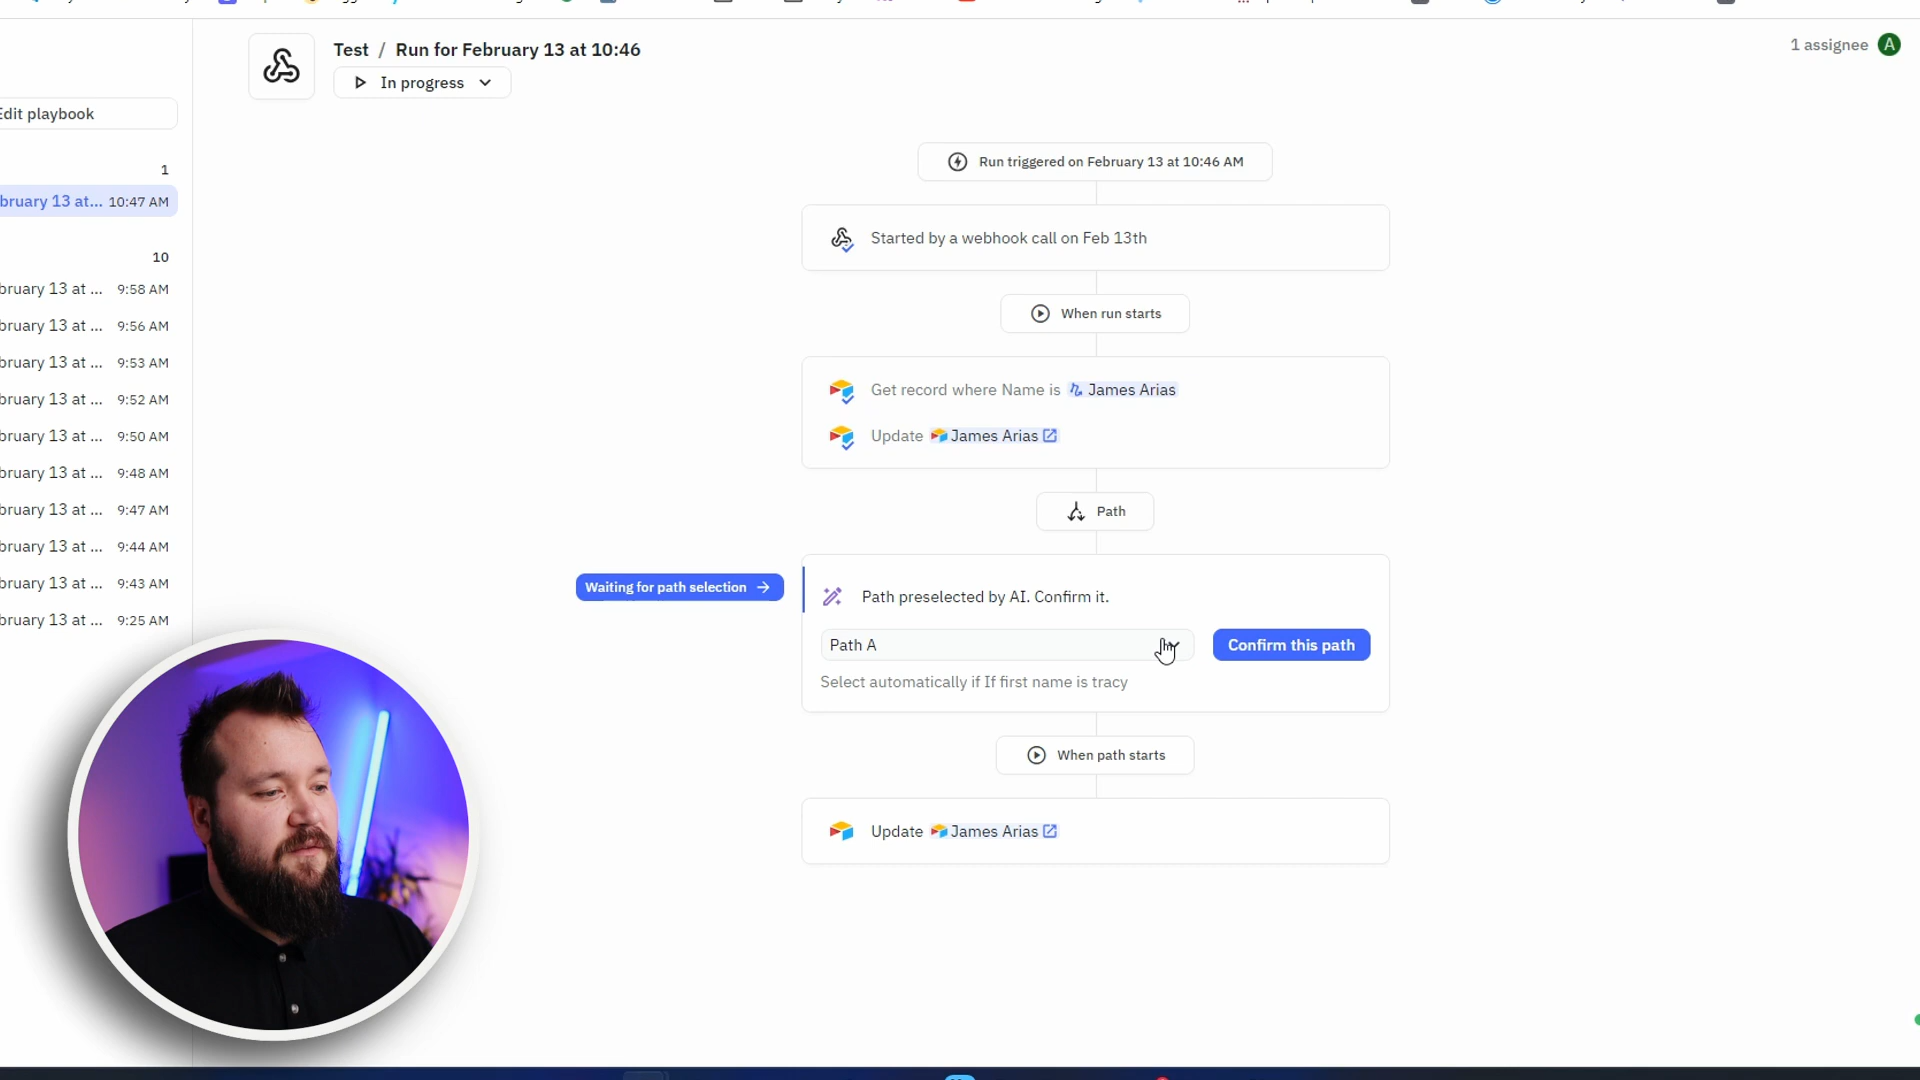 Test / Run for February 13 at 10:46
In progress
1 assignee A
Edit playbook
1
bruary 13 at... 10:47 AM
10
bruary 13 at ... 9:58 AM
bruary 13 at ... 9:56 AM
bruary 13 at ... 9:53 AM
bruary 13 at ... 9:52 AM
bruary 13 at ... 9:50 AM
bruary 13 at ... 9:48 AM
bruary 13 at ... 9:47 AM
bruary 13 at ... 9:44 AM
bruary 13 at ... 9:43 AM
bruary 13 at ... 9:25 AM
Run triggered on February 13 at 10:46 AM
Started by a webhook call on Feb 13th
When run starts
Get record where Name is James Arias
Update James Arias
Path
Waiting for path selection →
Path preselected by AI. Confirm it.
Path A
Confirm this path
Select automatically if If first name is tracy
When path starts
Update James Arias